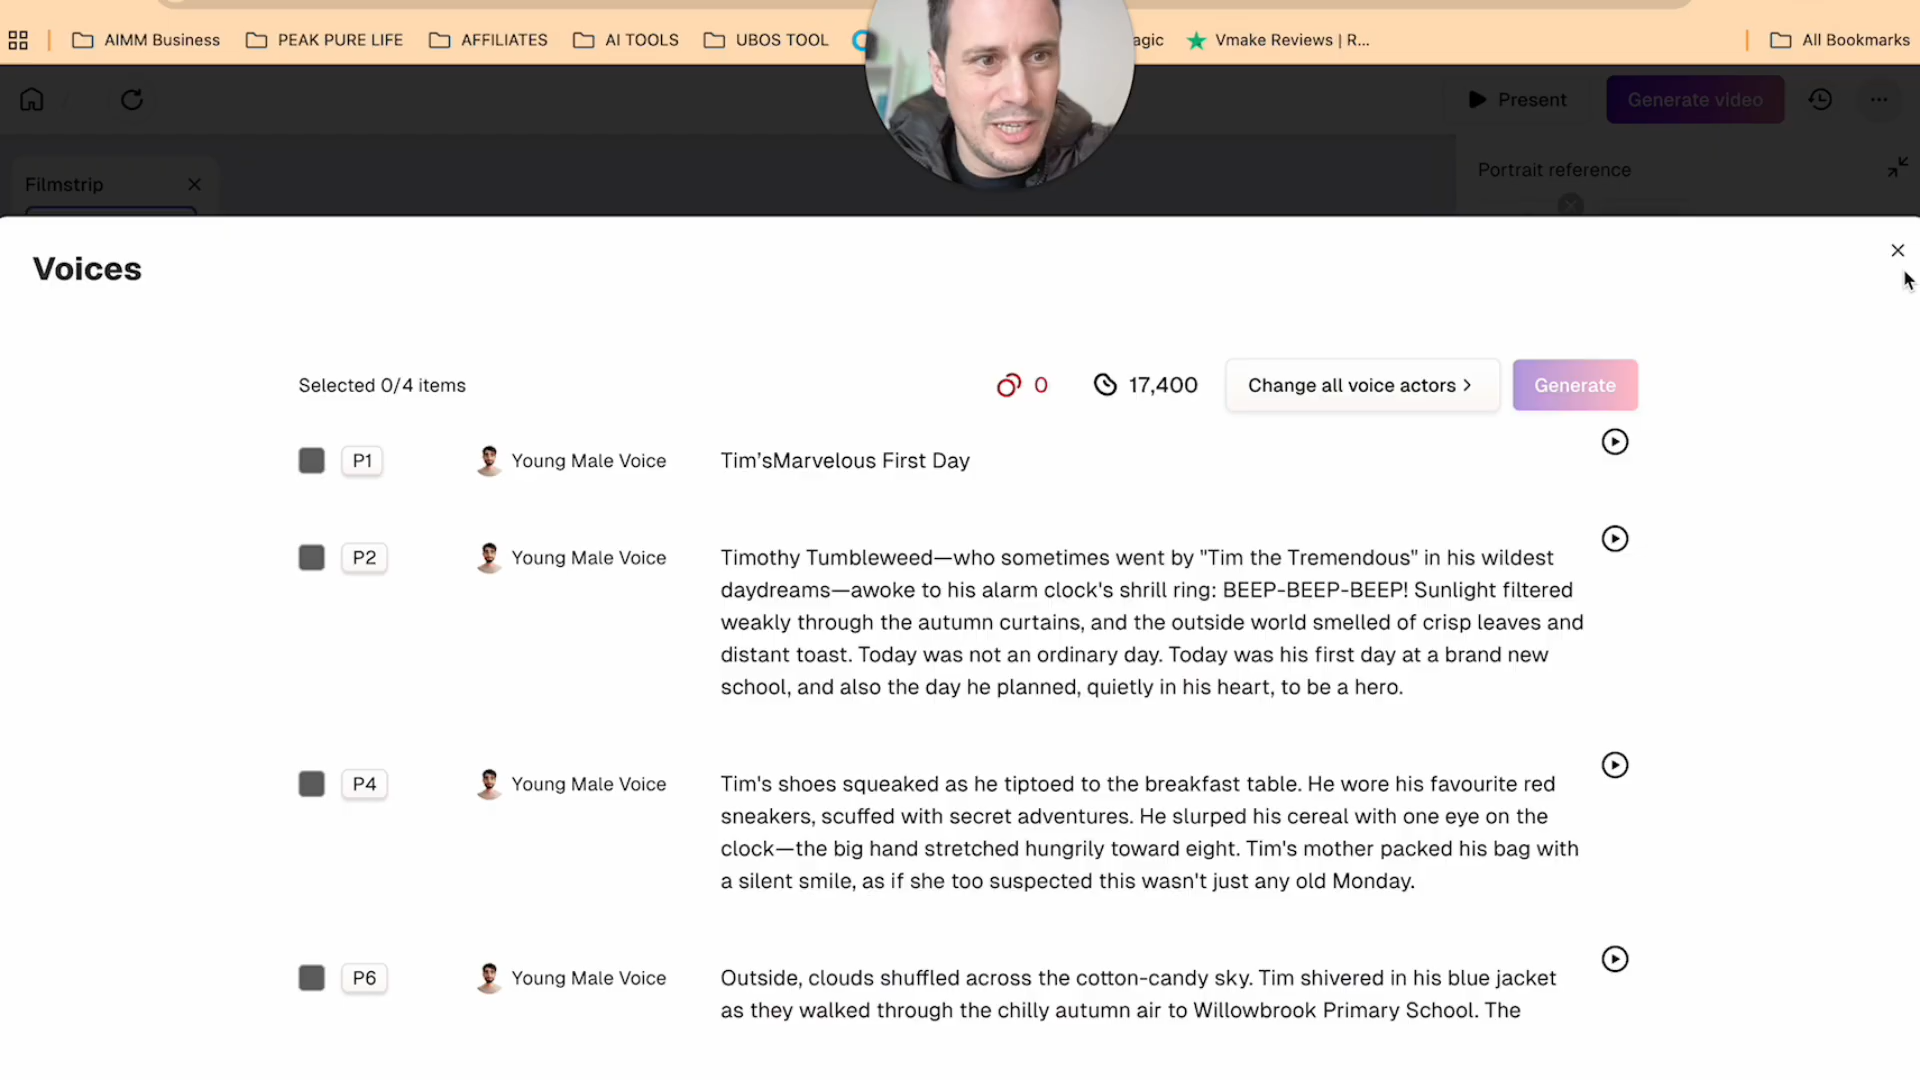 AIMM Business PEAK PURE LIFE AFFILIATES AI TOOLS UBOS TOOL agic Vmake Reviews | R... All Bookmarks
Present Generate video
Filmstrip
Portrait reference
Voices
Selected 0/4 items 0 17,400 Change all voice actors > Generate
P1 Young Male Voice Tim'sMarvelous First Day
P2 Young Male Voice Timothy Tumbleweed—who sometimes went by "Tim the Tremendous" in his wildest
daydreams—awoke to his alarm clock's shrill ring: BEEP-BEEP-BEEP! Sunlight filtered
weakly through the autumn curtains, and the outside world smelled of crisp leaves and
distant toast. Today was not an ordinary day. Today was his first day at a brand new
school, and also the day he planned, quietly in his heart, to be a hero.
P4 Young Male Voice Tim's shoes squeaked as he tiptoed to the breakfast table. He wore his favourite red
sneakers, scuffed with secret adventures. He slurped his cereal with one eye on the
clock—the big hand stretched hungrily toward eight. Tim's mother packed his bag with
a silent smile, as if she too suspected this wasn't just any old Monday.
P6 Young Male Voice Outside, clouds shuffled across the cotton-candy sky. Tim shivered in his blue jacket
as they walked through the chilly autumn air to Willowbrook Primary School. The